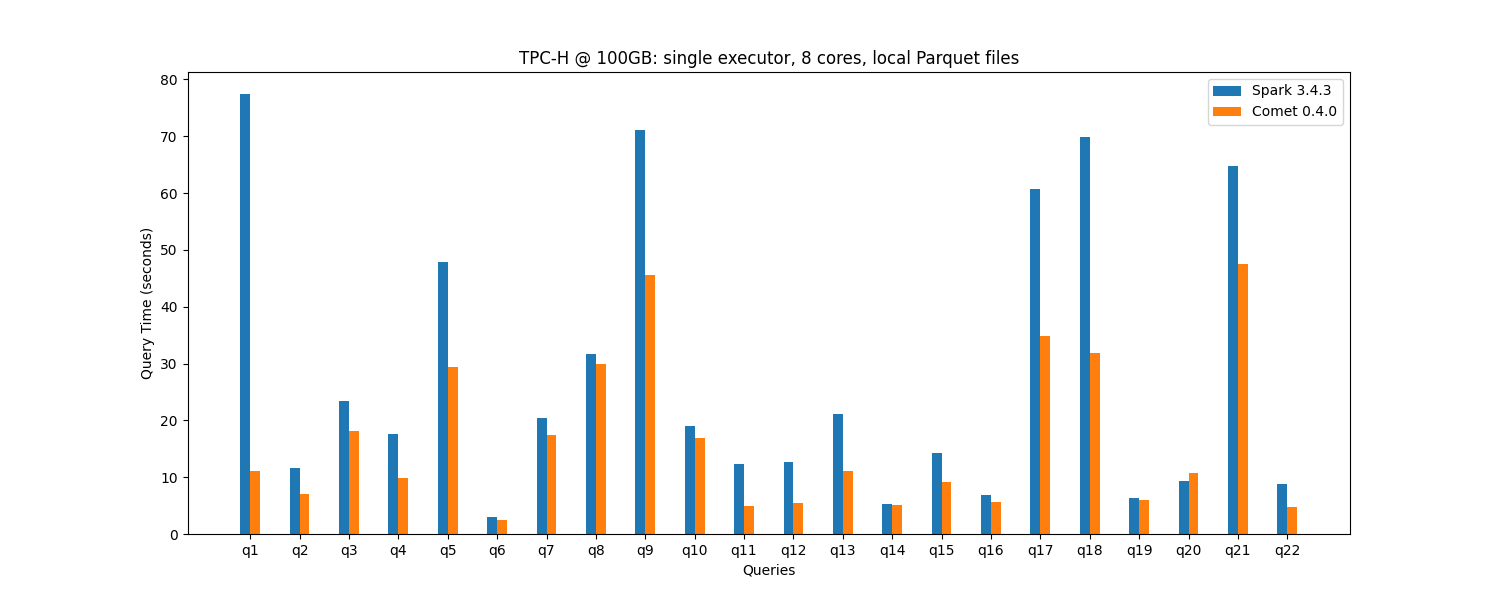 TPC-H @ 100GB: single executor, 8 cores, local Parquet files
Spark 3.4.3
Comet 0.4.0
80
70
60
50
40
30
20
10
0
Query Time (seconds)
q1 q2 q3 q4 q5 q6 q7 q8 q9 q10 q11 q12 q13 q14 q15 q16 q17 q18 q19 q20 q21 q22
Queries